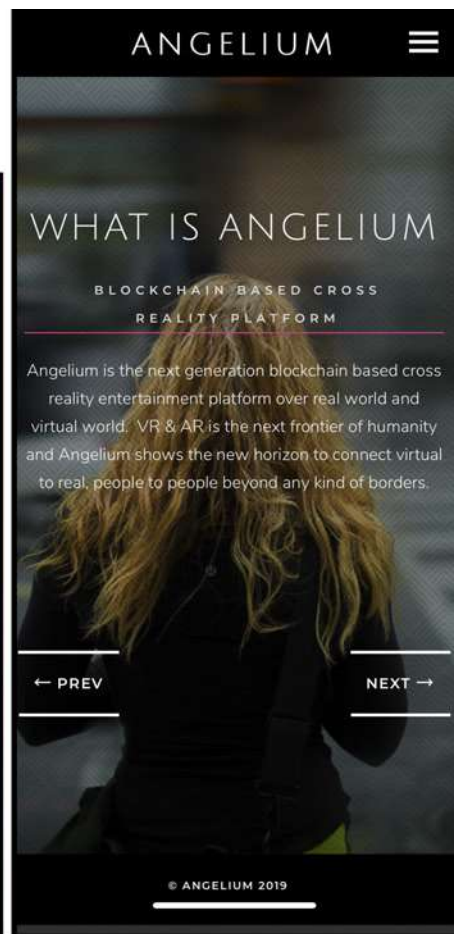 ANGELIUM
WHAT IS ANGELIUM
BLOCKCHAIN BASED CROSS
REALITY PLATFORM
Angelium is the next generation blockchain based cross
reality entertainment platform over real world and
virtual world. VR & AR is the next frontier of humanity
and Angelium shows the new horizon to connect virtual
to real, people to people beyond any kind of borders.
← PREV
NEXT →
© ANGELIUM 2019